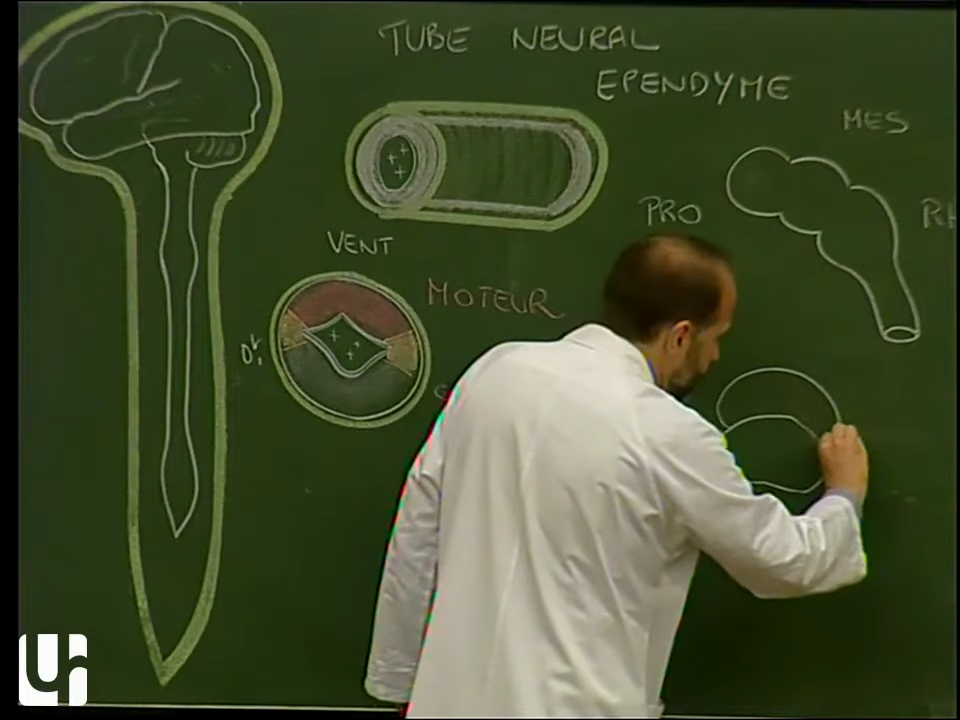 TUBE NEURAL
EPENDYME
MES
PRO
VENT
MOTEUR